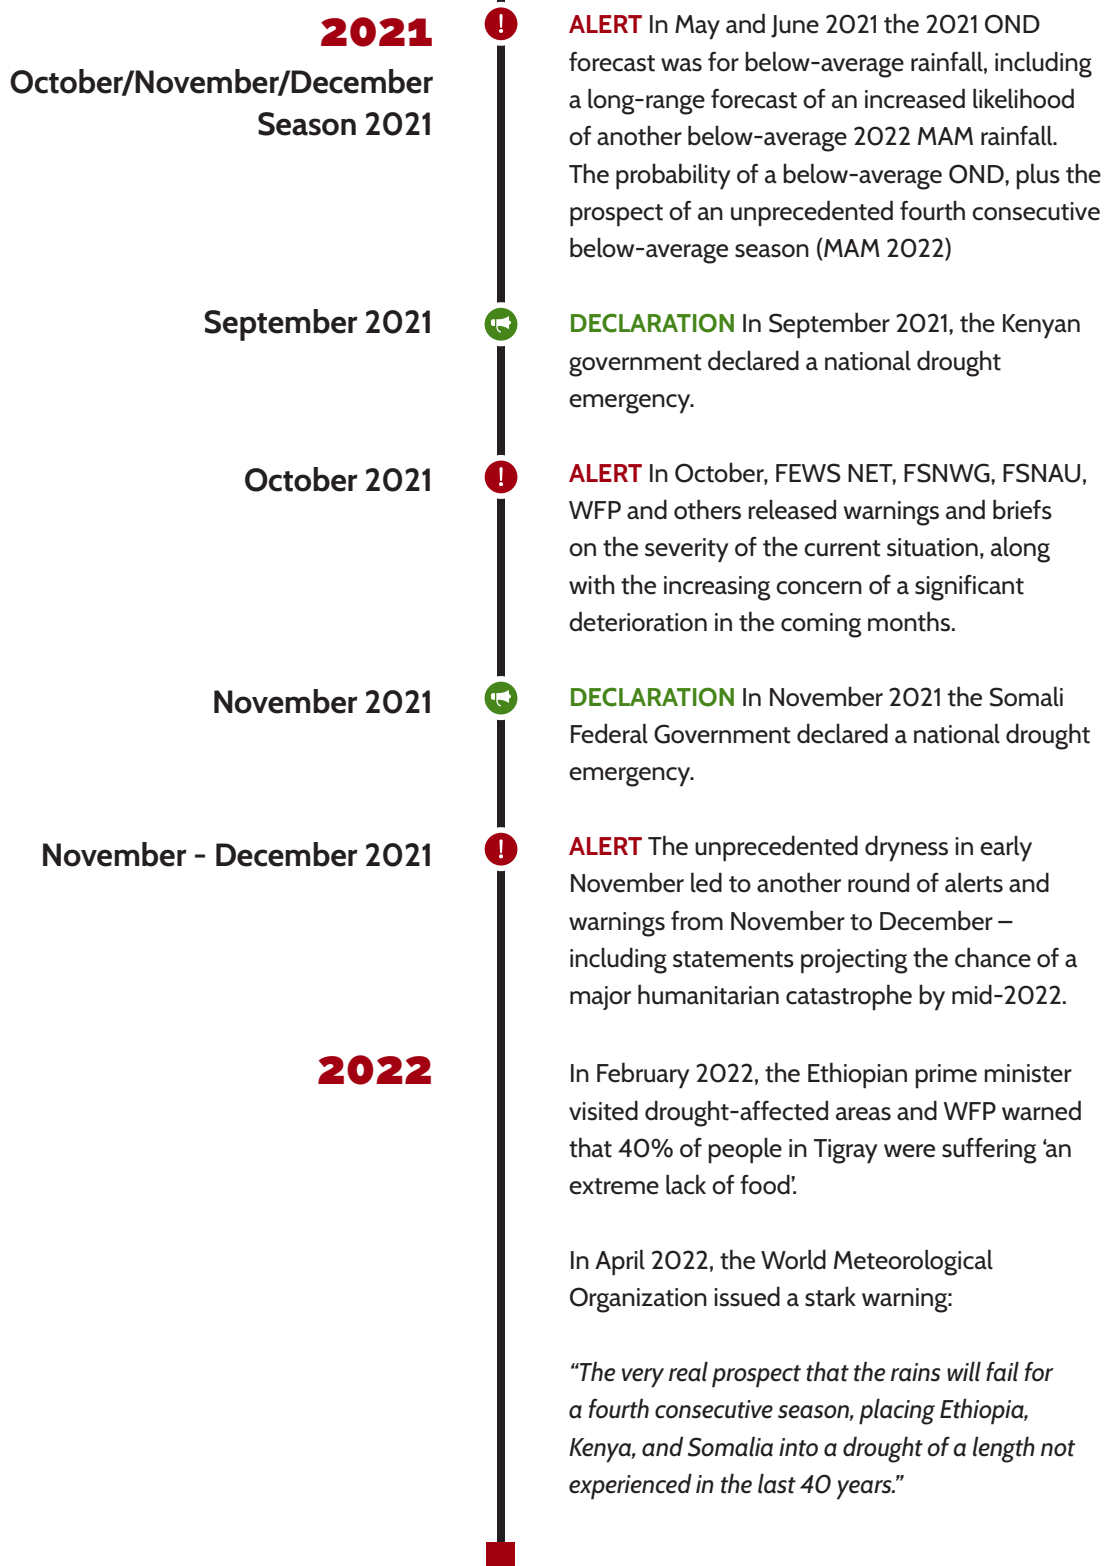 2021
October/November/December
Season 2021
ALERT In May and June 2021 the 2021 OND
forecast was for below-average rainfall, including
a long-range forecast of an increased likelihood
of another below-average 2022 MAM rainfall.
The probability of a below-average OND, plus the
prospect of an unprecedented fourth consecutive
below-average season (MAM 2022)
September 2021
DECLARATION In September 2021, the Kenyan
government declared a national drought
emergency.
October 2021
ALERT In October, FEWS NET, FSNWG, FSNAU,
WFP and others released warnings and briefs
on the severity of the current situation, along
with the increasing concern of a significant
deterioration in the coming months.
November 2021
DECLARATION In November 2021 the Somali
Federal Government declared a national drought
emergency.
November - December 2021
ALERT The unprecedented dryness in early
November led to another round of alerts and
warnings from November to December –
including statements projecting the chance of a
major humanitarian catastrophe by mid-2022.
2022
In February 2022, the Ethiopian prime minister
visited drought-affected areas and WFP warned
that 40% of people in Tigray were suffering ‘an
extreme lack of food’.
In April 2022, the World Meteorological
Organization issued a stark warning:
“The very real prospect that the rains will fail for
a fourth consecutive season, placing Ethiopia,
Kenya, and Somalia into a drought of a length not
experienced in the last 40 years.”